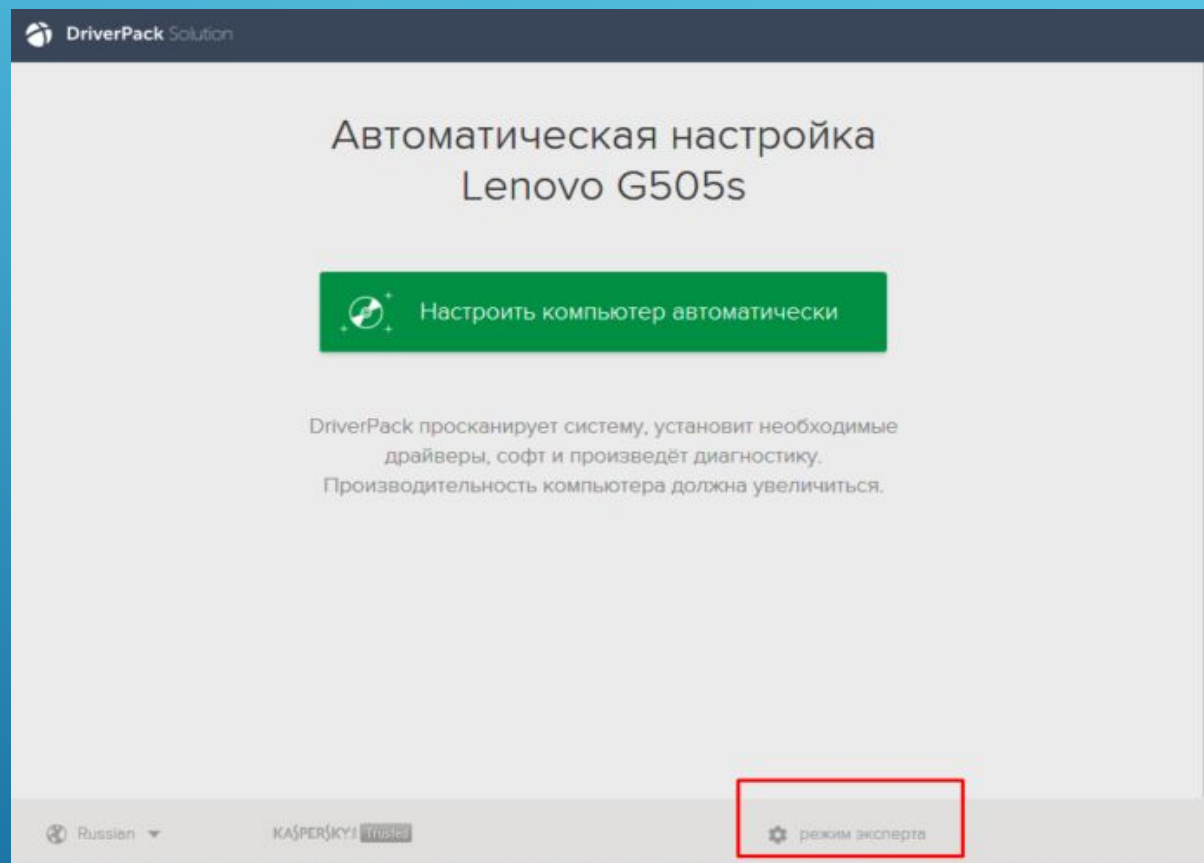 DriverPack Solution
Автоматическая настройка
Lenovo G505s
Настроить компьютер автоматически
DriverPack просканирует систему, установит необходимые
драйверы, софт и произведёт диагностику.
Производительность компьютера должна увеличиться.
Russian
KASPERSKY Trusted
режим эксперта